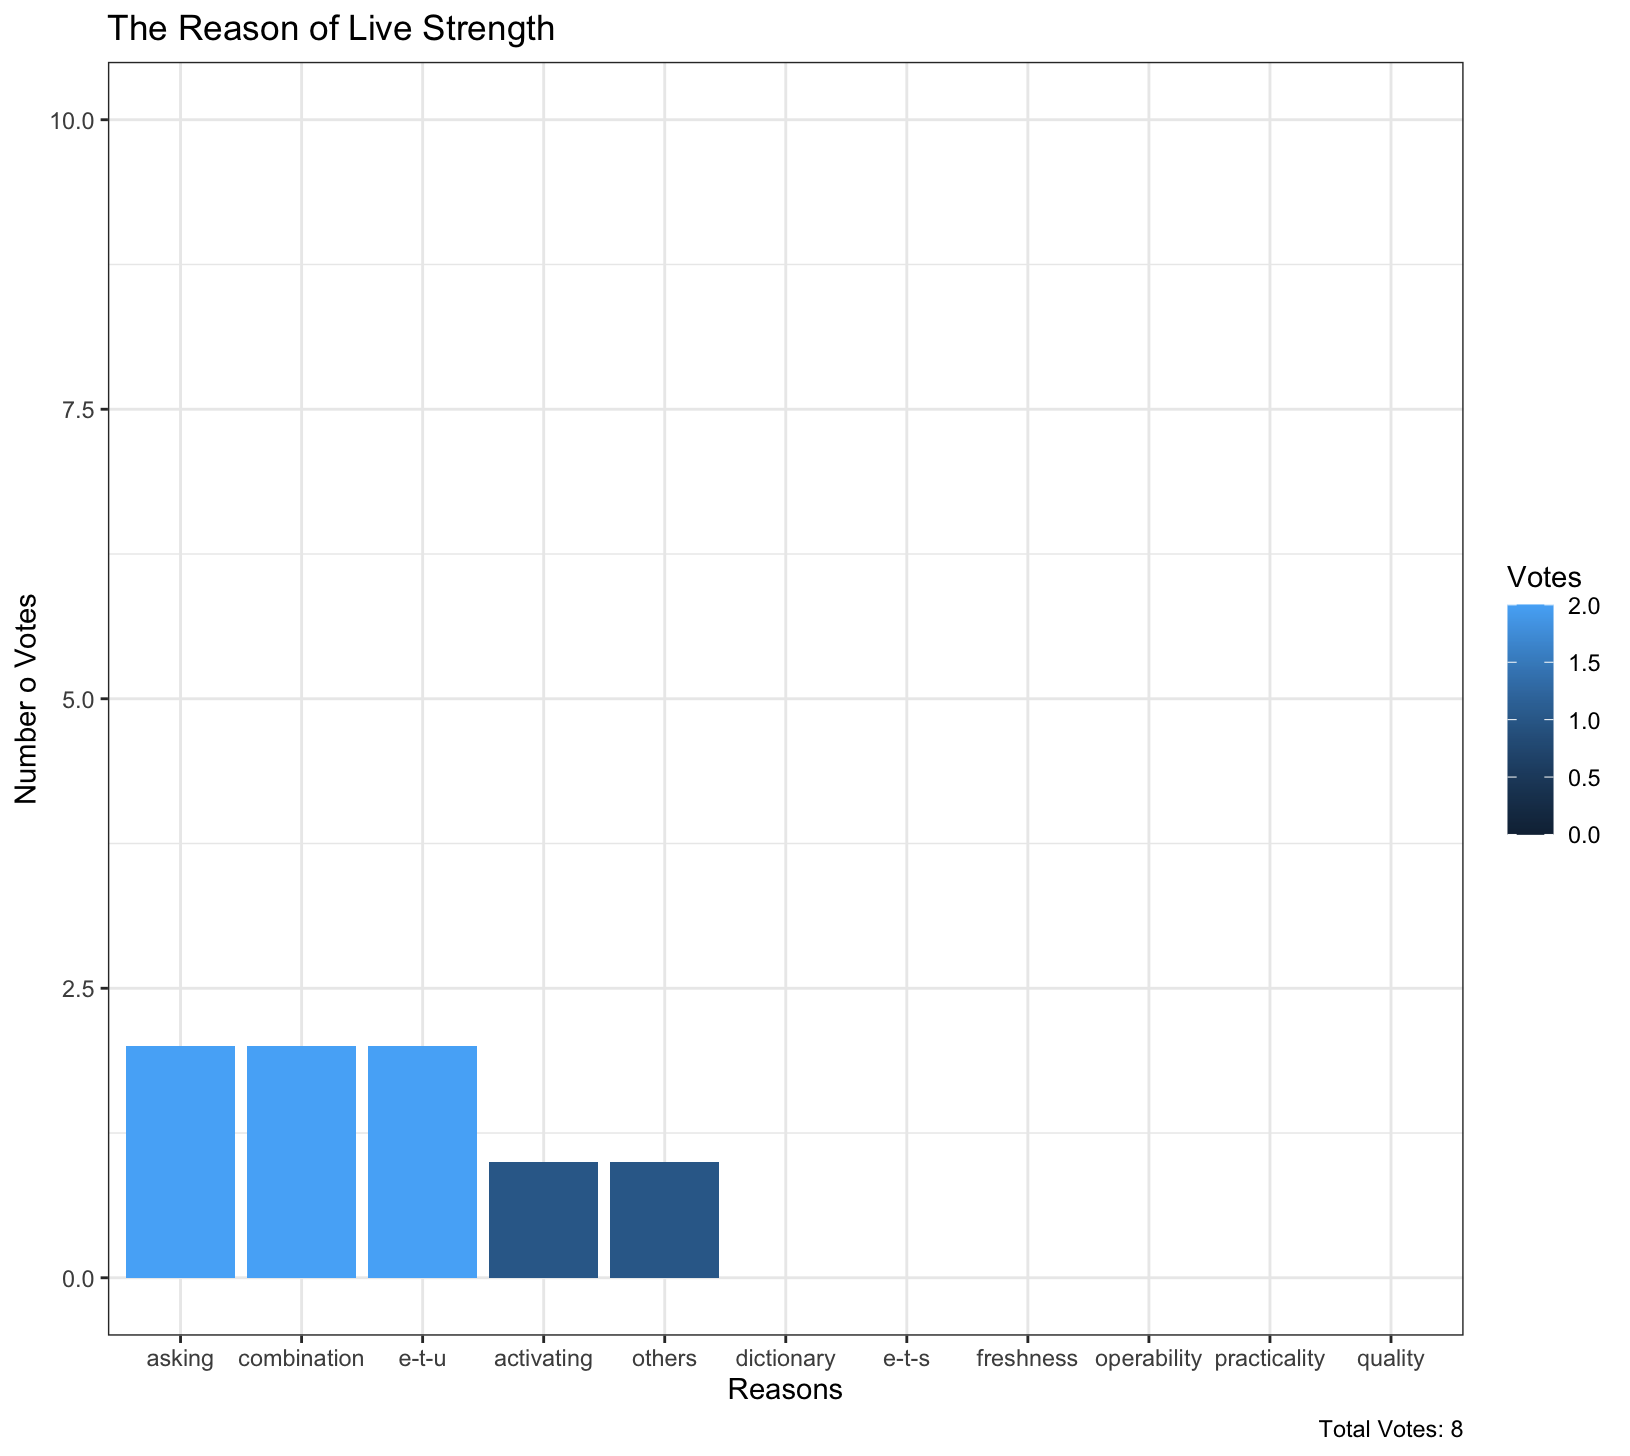 The Reason of Live Strength
10.0
7.5
5.0
2.5
0.0
Number o Votes
asking combination e-t-u activating others dictionary e-t-s freshness operability practicality quality
Reasons
Total Votes: 8
Votes
2.0
1.5
1.0
0.5
0.0